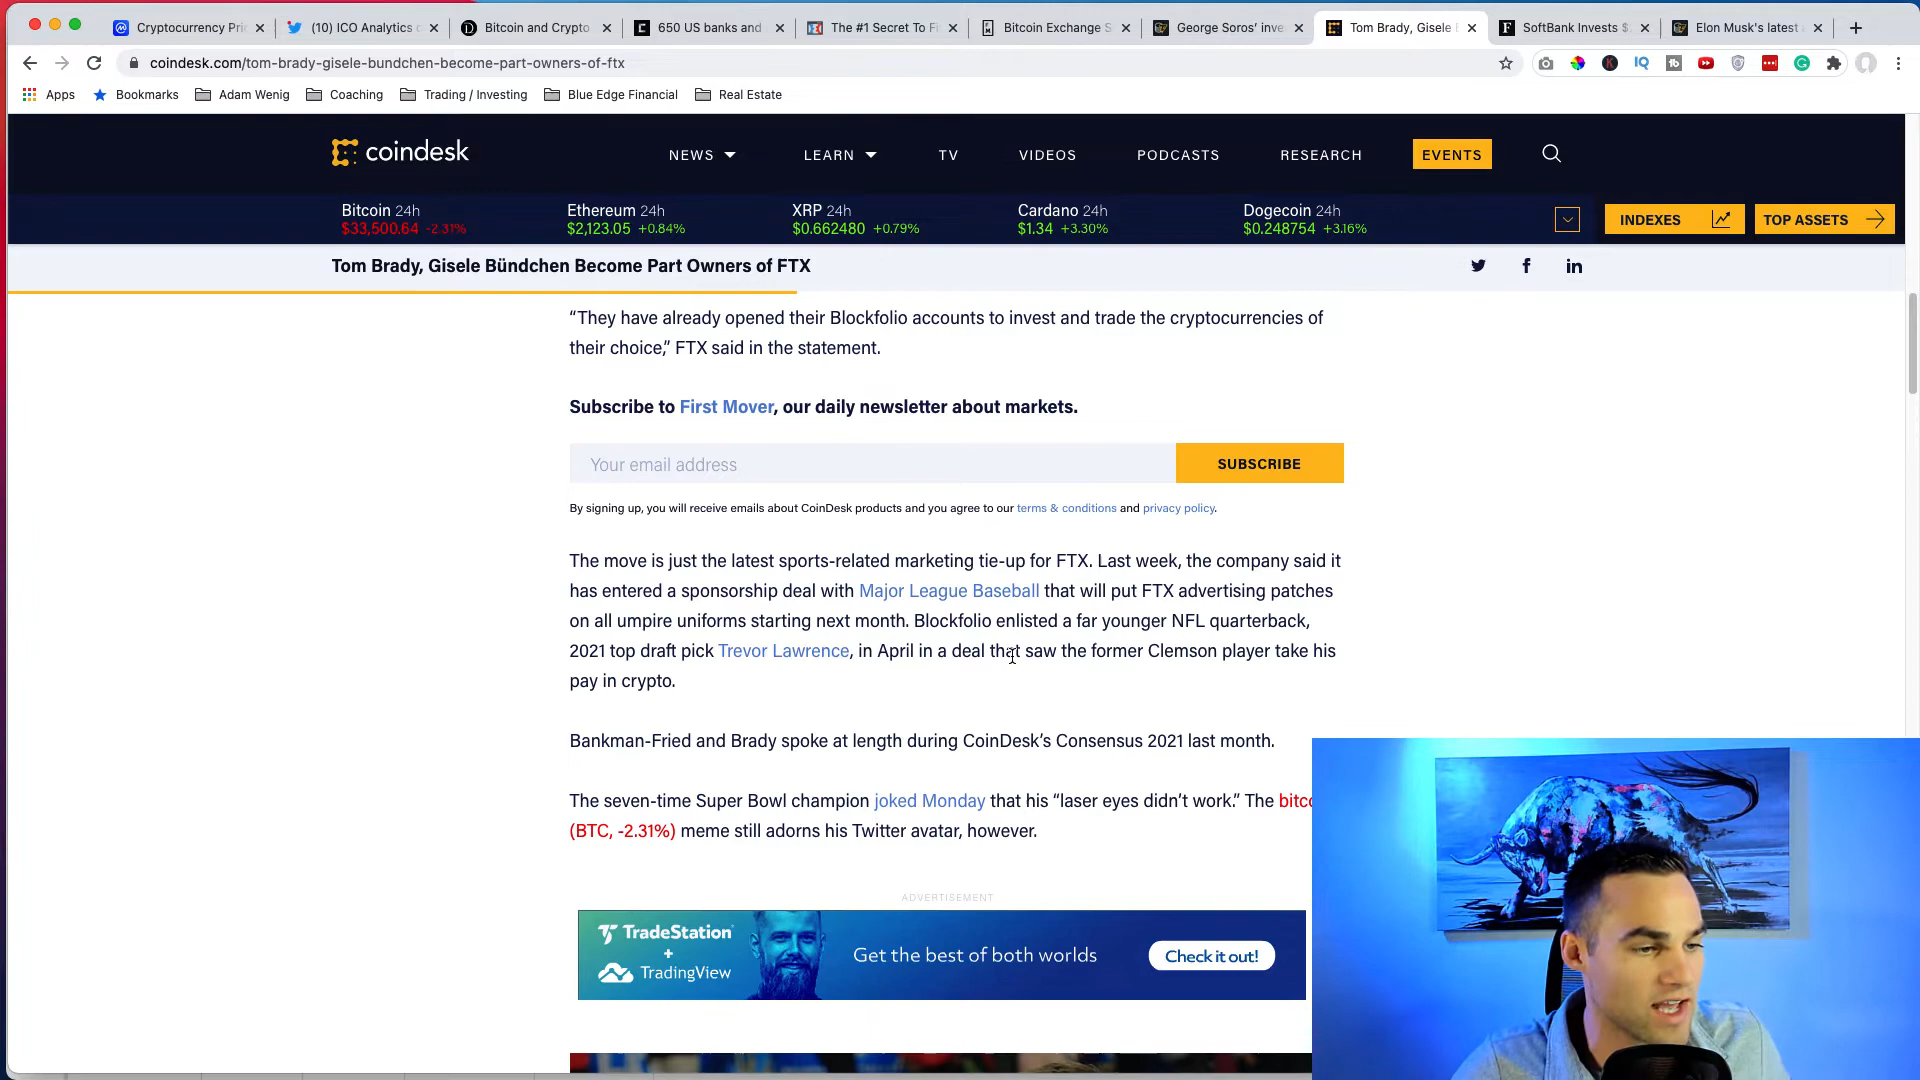 Cryptocurrency Pri
(10) ICO Analytics
Bitcoin and Crypto
650 US banks and
The #1 Secret To Fi
Bitcoin Exchange S
George Soros' inve
Tom Brady, Gisele
SoftBank Invests $
Elon Musk's latest
coindesk.com/tom-brady-gisele-bundchen-become-part-owners-of-ftx
Apps
Bookmarks
Adam Wenig
Coaching
Trading / Investing
Blue Edge Financial
Real Estate
coindesk
NEWS
LEARN
TV
VIDEOS
PODCASTS
RESEARCH
EVENTS
Bitcoin 24h
$33,500.64 -2.31%
Ethereum 24h
$2,123.05 +0.84%
XRP 24h
$0.662480 +0.79%
Cardano 24h
$1.34 +3.30%
Dogecoin 24h
$0.248754 +3.16%
INDEXES
TOP ASSETS
Tom Brady, Gisele Bündchen Become Part Owners of FTX
“They have already opened their Blockfolio accounts to invest and trade the cryptocurrencies of
their choice,” FTX said in the statement.
Subscribe to First Mover, our daily newsletter about markets.
Your email address
SUBSCRIBE
By signing up, you will receive emails about CoinDesk products and you agree to our terms & conditions and privacy policy.
The move is just the latest sports-related marketing tie-up for FTX. Last week, the company said it
has entered a sponsorship deal with Major League Baseball that will put FTX advertising patches
on all umpire uniforms starting next month. Blockfolio enlisted a far younger NFL quarterback,
2021 top draft pick Trevor Lawrence, in April in a deal that saw the former Clemson player take his
pay in crypto.
Bankman-Fried and Brady spoke at length during CoinDesk’s Consensus 2021 last month.
The seven-time Super Bowl champion joked Monday that his “laser eyes didn’t work.” The bitco
(BTC, -2.31%) meme still adorns his Twitter avatar, however.
ADVERTISEMENT
TradeStation
+
TradingView
Get the best of both worlds
Check it out!